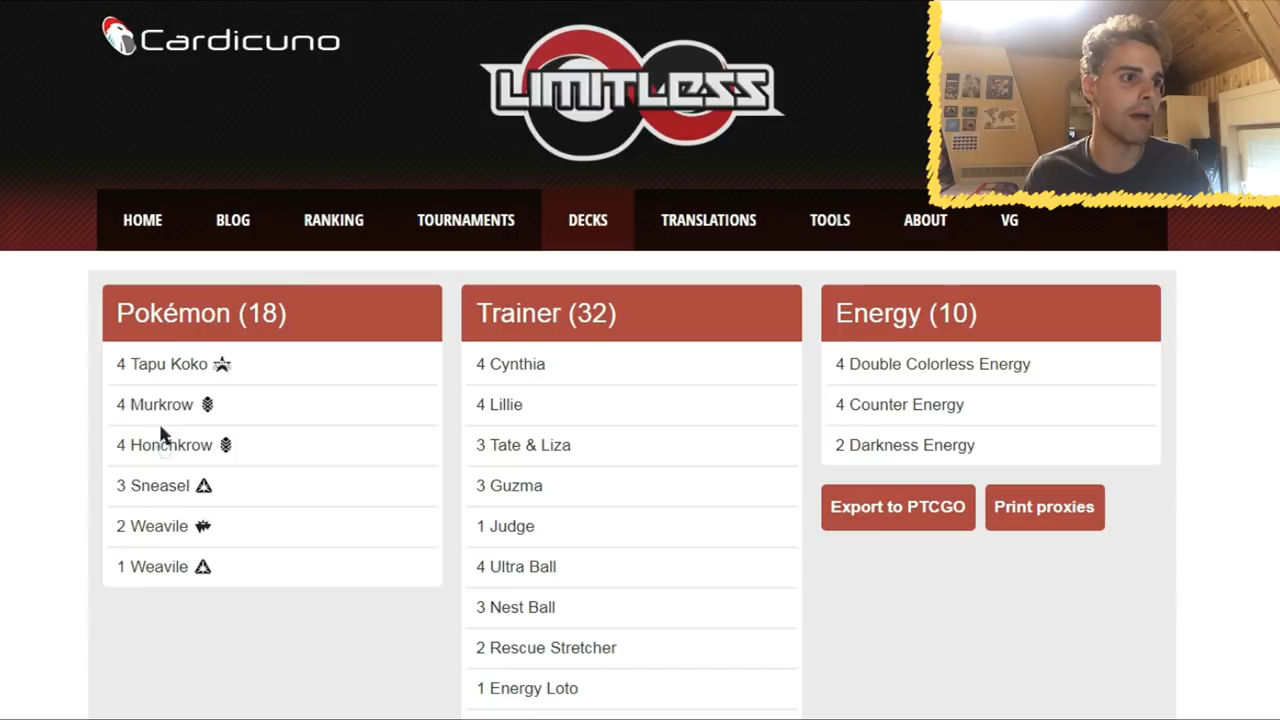 Cardicuno
LIMITLESS
HOME BLOG RANKING TOURNAMENTS DECKS TRANSLATIONS TOOLS ABOUT VG
Pokémon (18)
4 Tapu Koko
4 Murkrow
4 Honchkrow
3 Sneasel
2 Weavile
1 Weavile
Trainer (32)
4 Cynthia
4 Lillie
3 Tate & Liza
3 Guzma
1 Judge
4 Ultra Ball
3 Nest Ball
2 Rescue Stretcher
1 Energy Loto
Energy (10)
4 Double Colorless Energy
4 Counter Energy
2 Darkness Energy
Export to PTCGO Print proxies